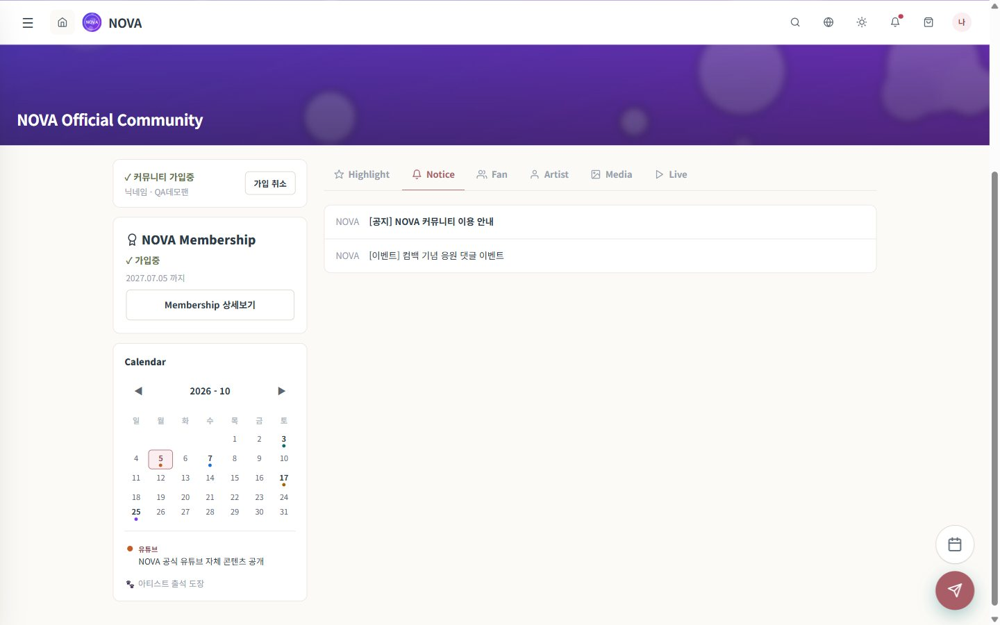 NOVA
NOVA
나
NOVA Official Community
✓ 커뮤니티 가입중
닉네임 · QA데모팬
가입 취소
NOVA Membership
✓ 가입중
2027.07.05 까지
Membership 상세보기
Calendar
◀ 2026 - 10 ▶
일 월 화 수 목 금 토
1 2 3
4 5 6 7 8 9 10
11 12 13 14 15 16 17
18 19 20 21 22 23 24
25 26 27 28 29 30 31
유튜브
NOVA 공식 유튜브 자체 콘텐츠 공개
아티스트 출석 도장
Highlight Notice Fan Artist Media Live
NOVA [공지] NOVA 커뮤니티 이용 안내
NOVA [이벤트] 컴백 기념 응원 댓글 이벤트